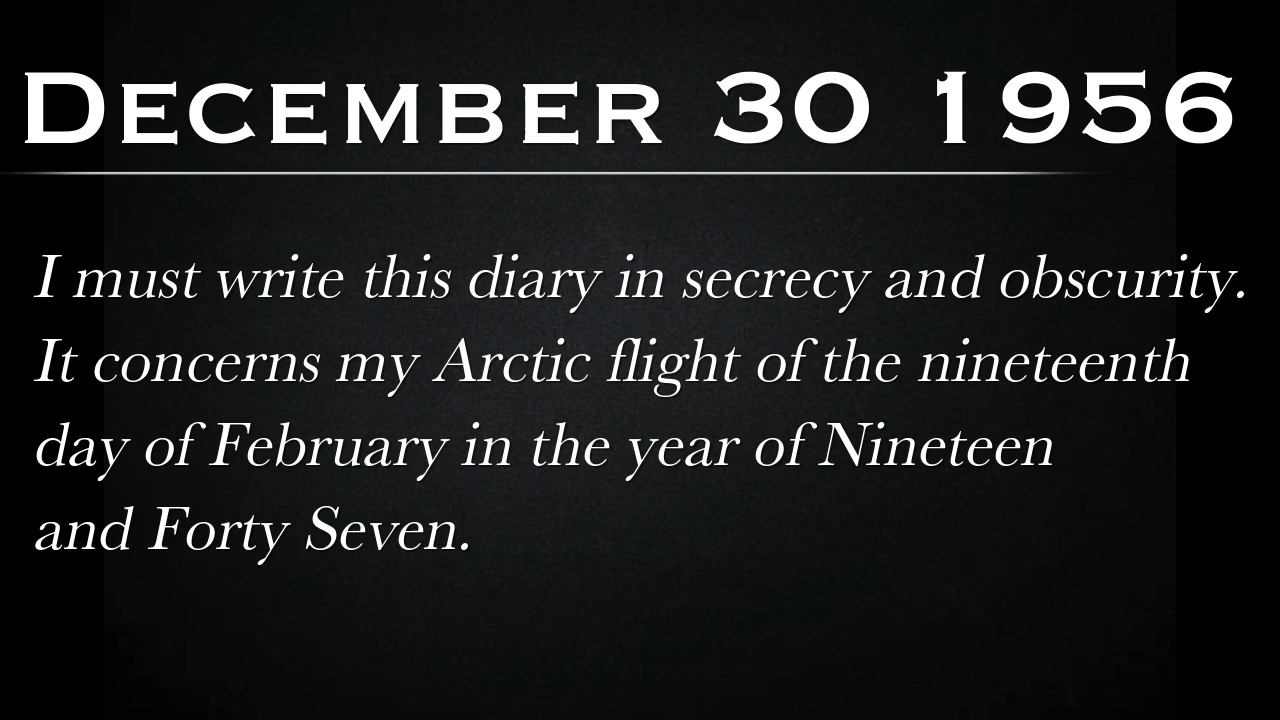 December 30 1956
I must write this diary in secrecy and obscurity.
It concerns my Arctic flight of the nineteenth
day of February in the year of Nineteen
and Forty Seven.